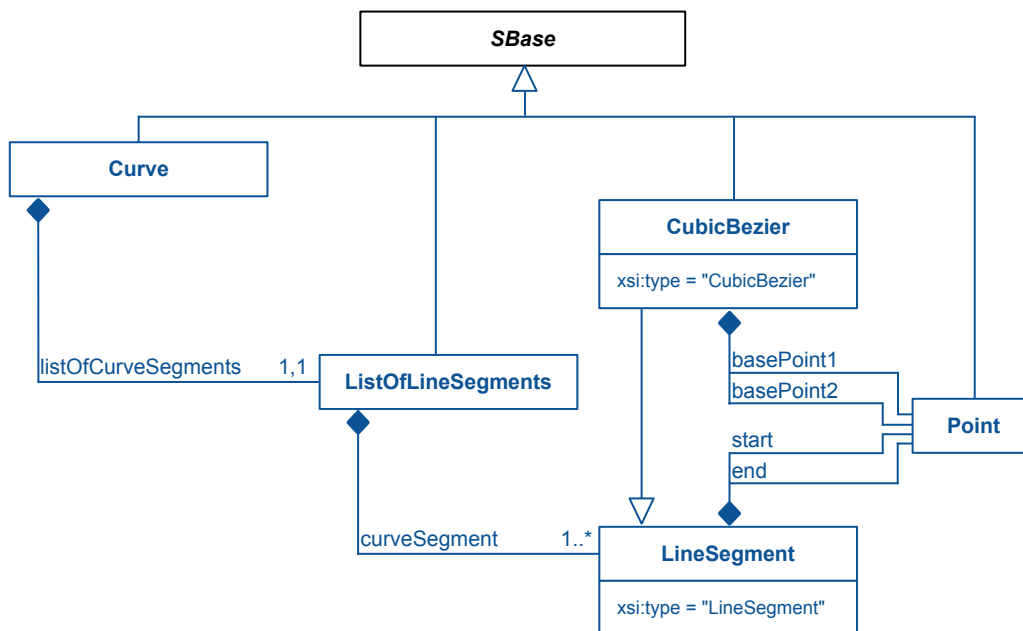 SBase
Curve
CubicBezier
xsi:type = "CubicBezier"
listOfCurveSegments 1,1
ListOfLineSegments
basePoint1
basePoint2
Point
start
end
curveSegment 1..*
LineSegment
xsi:type = "LineSegment"